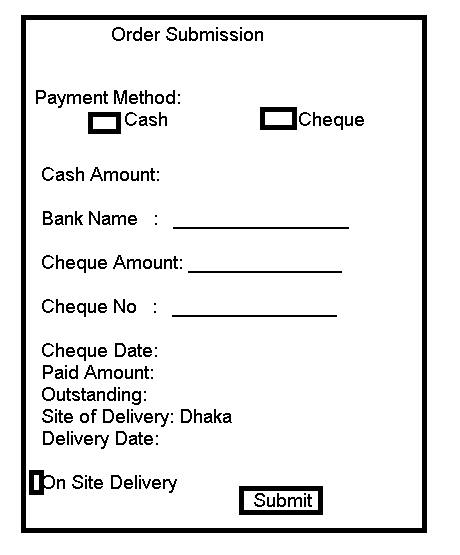 Order Submission
Payment Method:
Cash Cheque
Cash Amount:
Bank Name :
Cheque Amount:
Cheque No :
Cheque Date:
Paid Amount:
Outstanding:
Site of Delivery: Dhaka
Delivery Date:
On Site Delivery
Submit